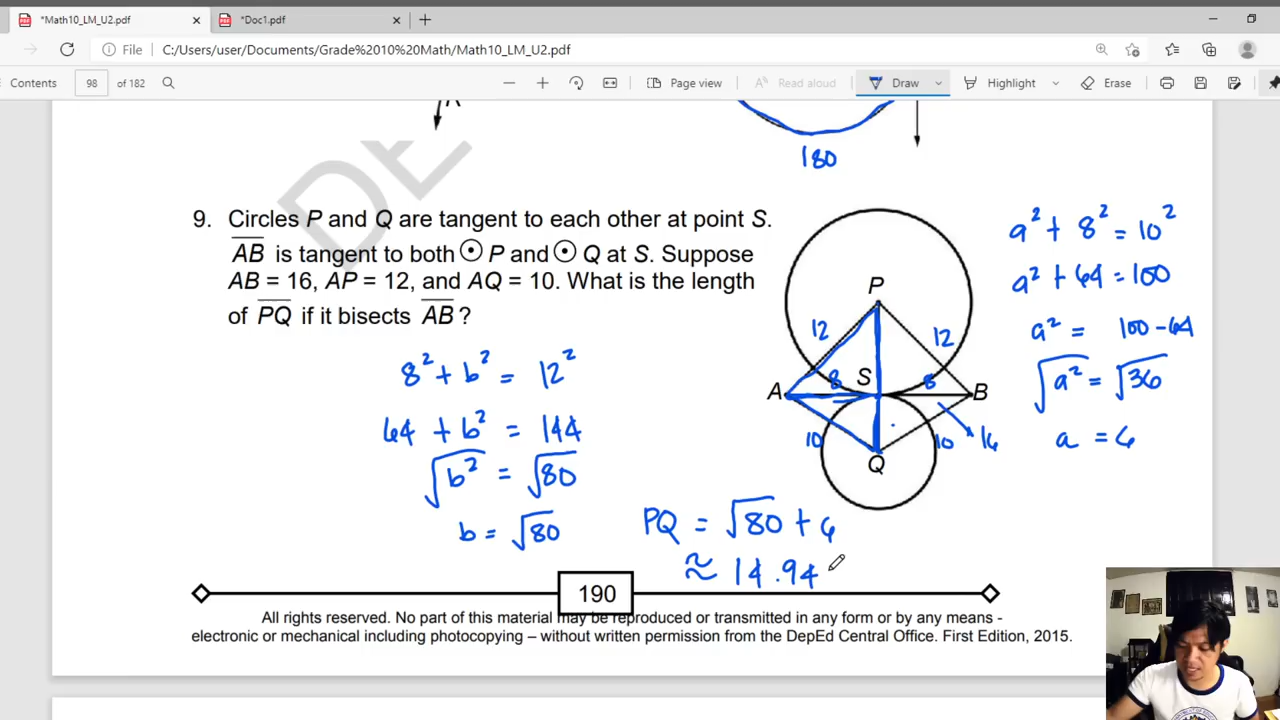 *Math10_LM_U2.pdf
*Doc1.pdf
File C:/Users/user/Documents/Grade%2010%20Math/Math10_LM_U2.pdf
Contents 98 of 182 Page view Read aloud Draw Highlight Erase
180
9. Circles P and Q are tangent to each other at point S.
AB is tangent to both ⊙ P and ⊙ Q at S. Suppose
AB = 16, AP = 12, and AQ = 10. What is the length
of PQ if it bisects AB?
8² + b² = 12²
64 + b² = 144
√b² = √80
b = √80
P
12
12
8
S
8
A
B
10
10
16
Q
a² + 8² = 10²
a² + 64 = 100
a² = 100 - 64
√a² = √36
a = 6
PQ = √80 + 6
≈ 14.94
190
All rights reserved. No part of this material may be reproduced or transmitted in any form or by any means -
electronic or mechanical including photocopying – without written permission from the DepEd Central Office. First Edition, 2015.